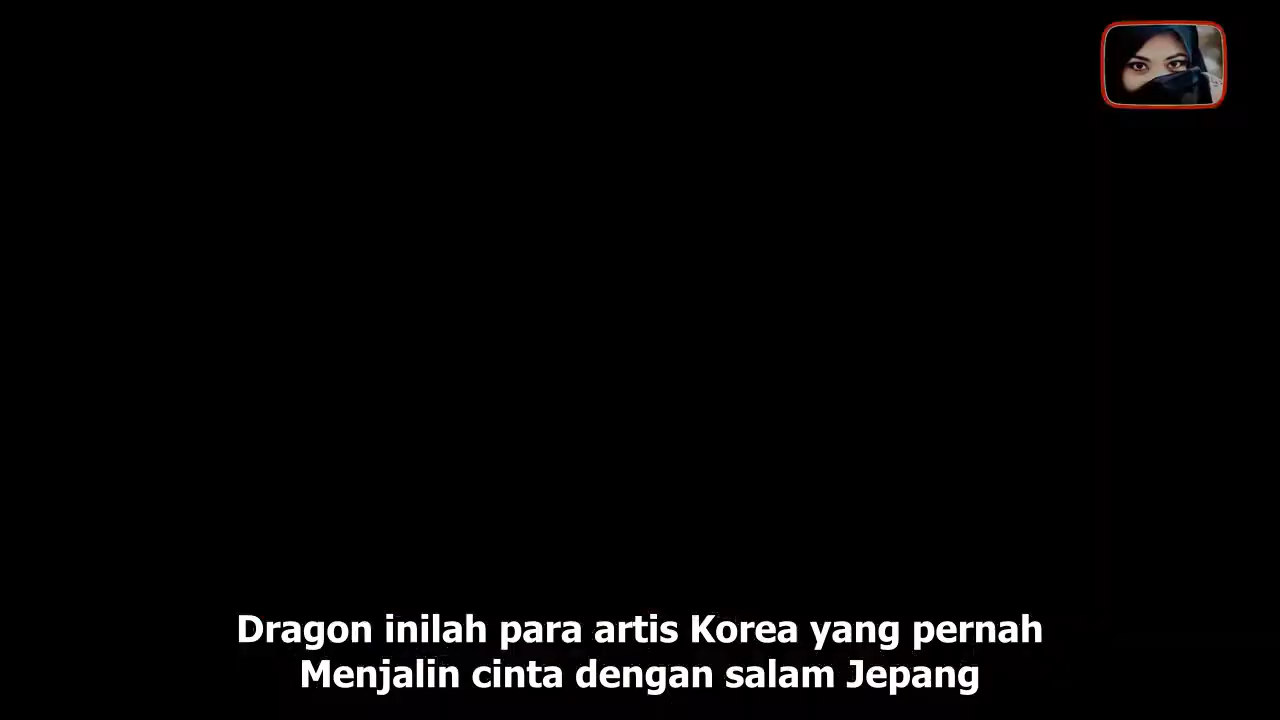 Dragon inilah para artis Korea yang pernah
Menjalin cinta dengan salam Jepang